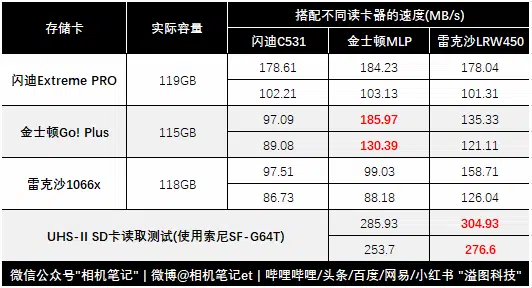 存储卡 实际容量 搭配不同读卡器的速度(MB/s)
闪迪C531 金士顿MLP 雷克沙LRW450
闪迪Extreme PRO 119GB 178.61 184.23 178.04
102.21 103.13 101.31
金士顿Go! Plus 115GB 97.09 185.97 135.33
89.08 130.39 121.11
雷克沙1066x 118GB 97.51 99.03 158.71
86.73 88.18 126.04
UHS-II SD卡读取测试(使用索尼SF-G64T) 285.93 304.93
253.7 276.6
微信公众号"相机笔记" | 微博@相机笔记et | 哔哩哔哩/头条/百度/网易/小红书 "溢图科技"